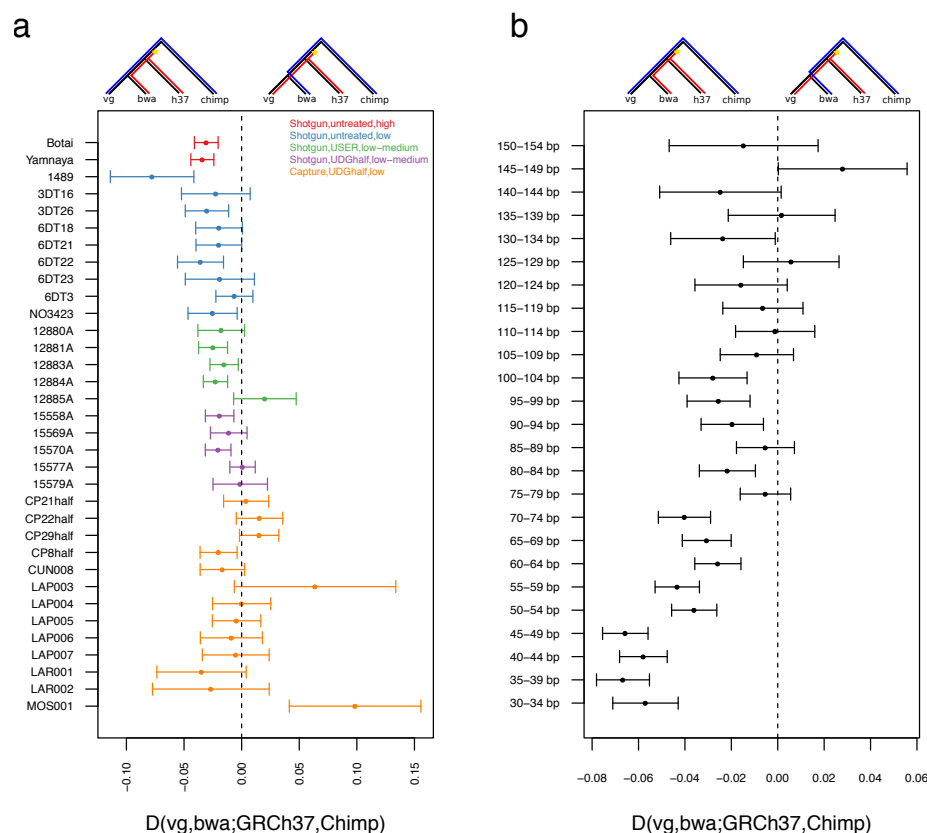 a
vg bwa h37 chimp
vg bwa h37 chimp
Shotgun,untreated,high
Shotgun,untreated,low
Shotgun,USER,low-medium
Shotgun,UDGhalf,low-medium
Capture,UDGhalf,low
Botai
Yamnaya
1489
3DT16
3DT26
6DT18
6DT21
6DT22
6DT23
6DT3
NO3423
12880A
12881A
12883A
12884A
12885A
15558A
15569A
15570A
15577A
15579A
CP21half
CP22half
CP29half
CP8half
CUN008
LAP003
LAP004
LAP005
LAP006
LAP007
LAR001
LAR002
MOS001
-0.10 -0.05 0.00 0.05 0.10 0.15
D(vg,bwa;GRCh37,Chimp)
b
vg bwa h37 chimp
vg bwa h37 chimp
150-154 bp
145-149 bp
140-144 bp
135-139 bp
130-134 bp
125-129 bp
120-124 bp
115-119 bp
110-114 bp
105-109 bp
100-104 bp
95-99 bp
90-94 bp
85-89 bp
80-84 bp
75-79 bp
70-74 bp
65-69 bp
60-64 bp
55-59 bp
50-54 bp
45-49 bp
40-44 bp
35-39 bp
30-34 bp
-0.08 -0.06 -0.04 -0.02 0.00 0.02 0.04 0.06
D(vg,bwa;GRCh37,Chimp)